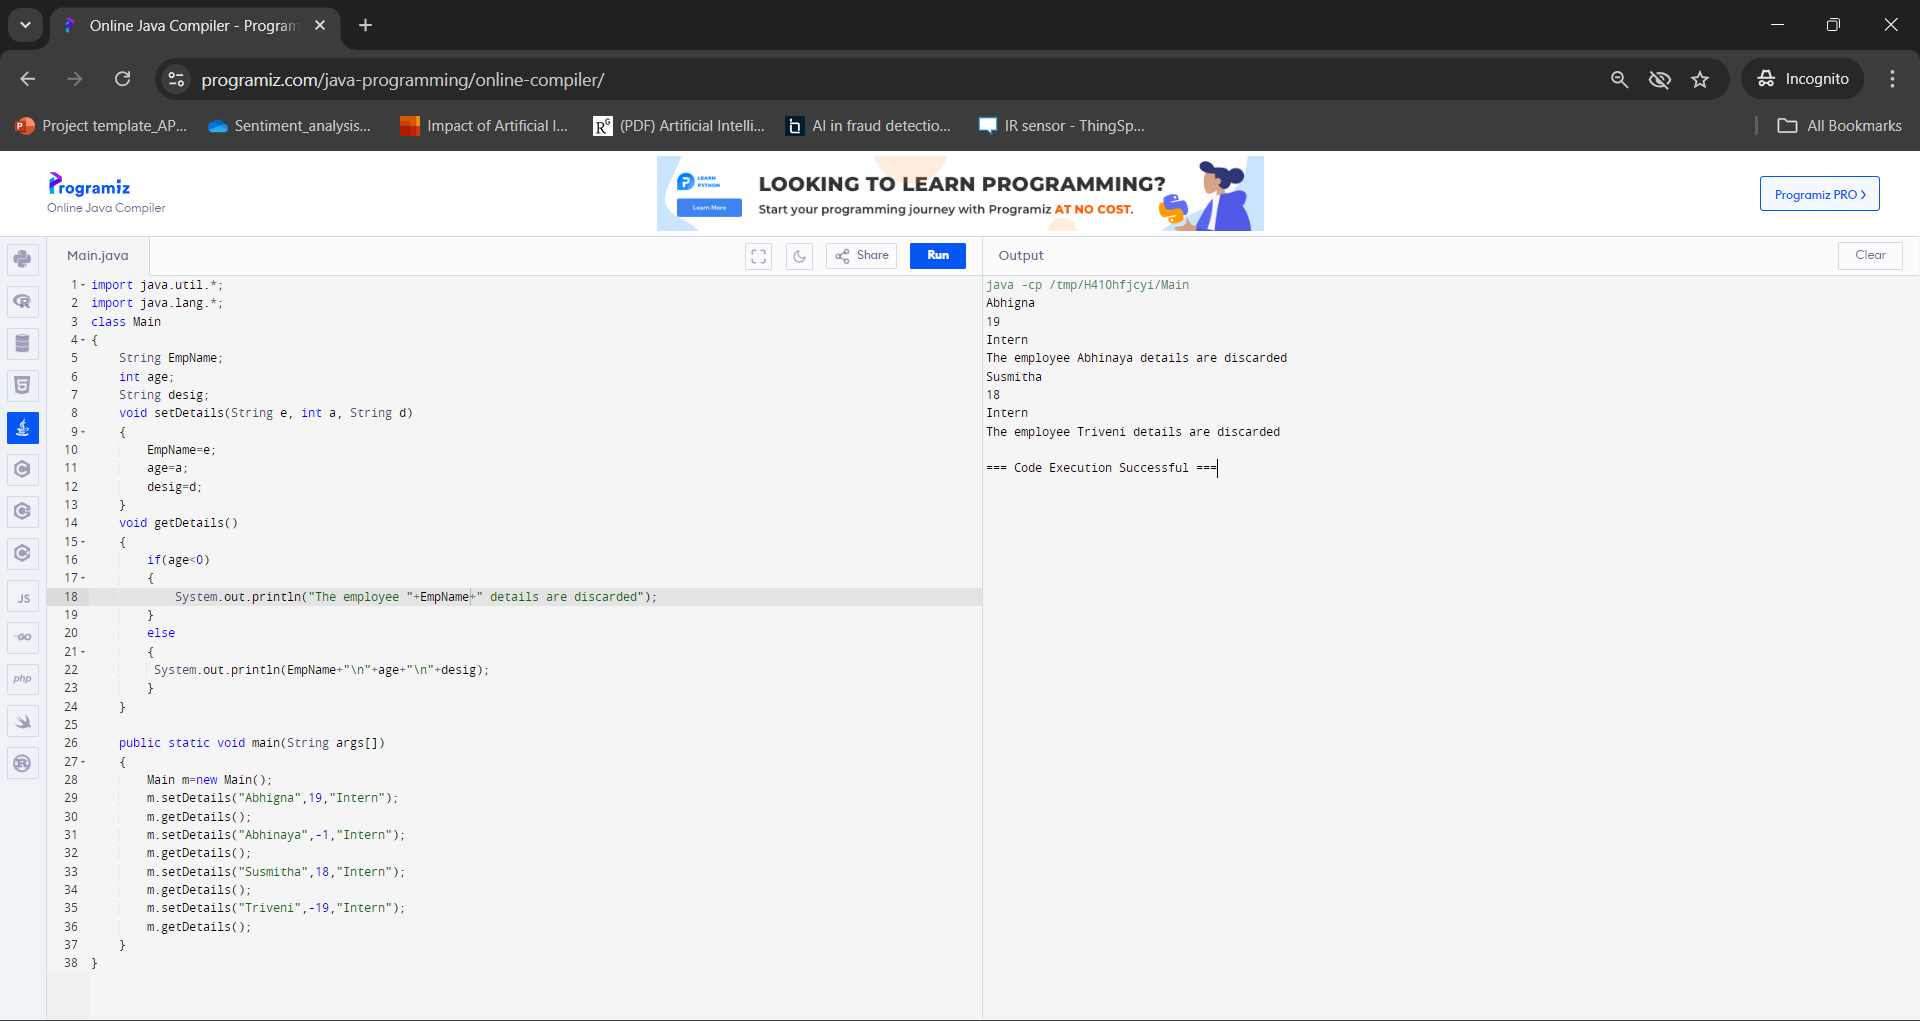 Online Java Compiler - Program
programiz.com/java-programming/online-compiler/
Incognito
Project template_AP...
Sentiment_analysis...
Impact of Artificial I...
(PDF) Artificial Intelli...
AI in fraud detectio...
IR sensor - ThingSp...
All Bookmarks
Programiz
Online Java Compiler
LEARN
PYTHON
Learn More
LOOKING TO LEARN PROGRAMMING?
Start your programming journey with Programiz AT NO COST.
Programiz PRO >
Main.java
Share
Run
Output
Clear
1 import java.util.*;
2 import java.lang.*;
3 class Main
4 {
5 String EmpName;
6 int age;
7 String desig;
8 void setDetails(String e, int a, String d)
9 {
10 EmpName=e;
11 age=a;
12 desig=d;
13 }
14 void getDetails()
15 {
16 if(age<0)
17 {
18 System.out.println("The employee "+EmpName+" details are discarded");
19 }
20 else
21 {
22 System.out.println(EmpName+"\n"+age+"\n"+desig);
23 }
24 }
25
26 public static void main(String args[])
27 {
28 Main m=new Main();
29 m.setDetails("Abhigna",19,"Intern");
30 m.getDetails();
31 m.setDetails("Abhinaya",-1,"Intern");
32 m.getDetails();
33 m.setDetails("Susmitha",18,"Intern");
34 m.getDetails();
35 m.setDetails("Triveni",-19,"Intern");
36 m.getDetails();
37 }
38 }
java -cp /tmp/H410hfjcyi/Main
Abhigna
19
Intern
The employee Abhinaya details are discarded
Susmitha
18
Intern
The employee Triveni details are discarded
=== Code Execution Successful ===
JS
GO
php